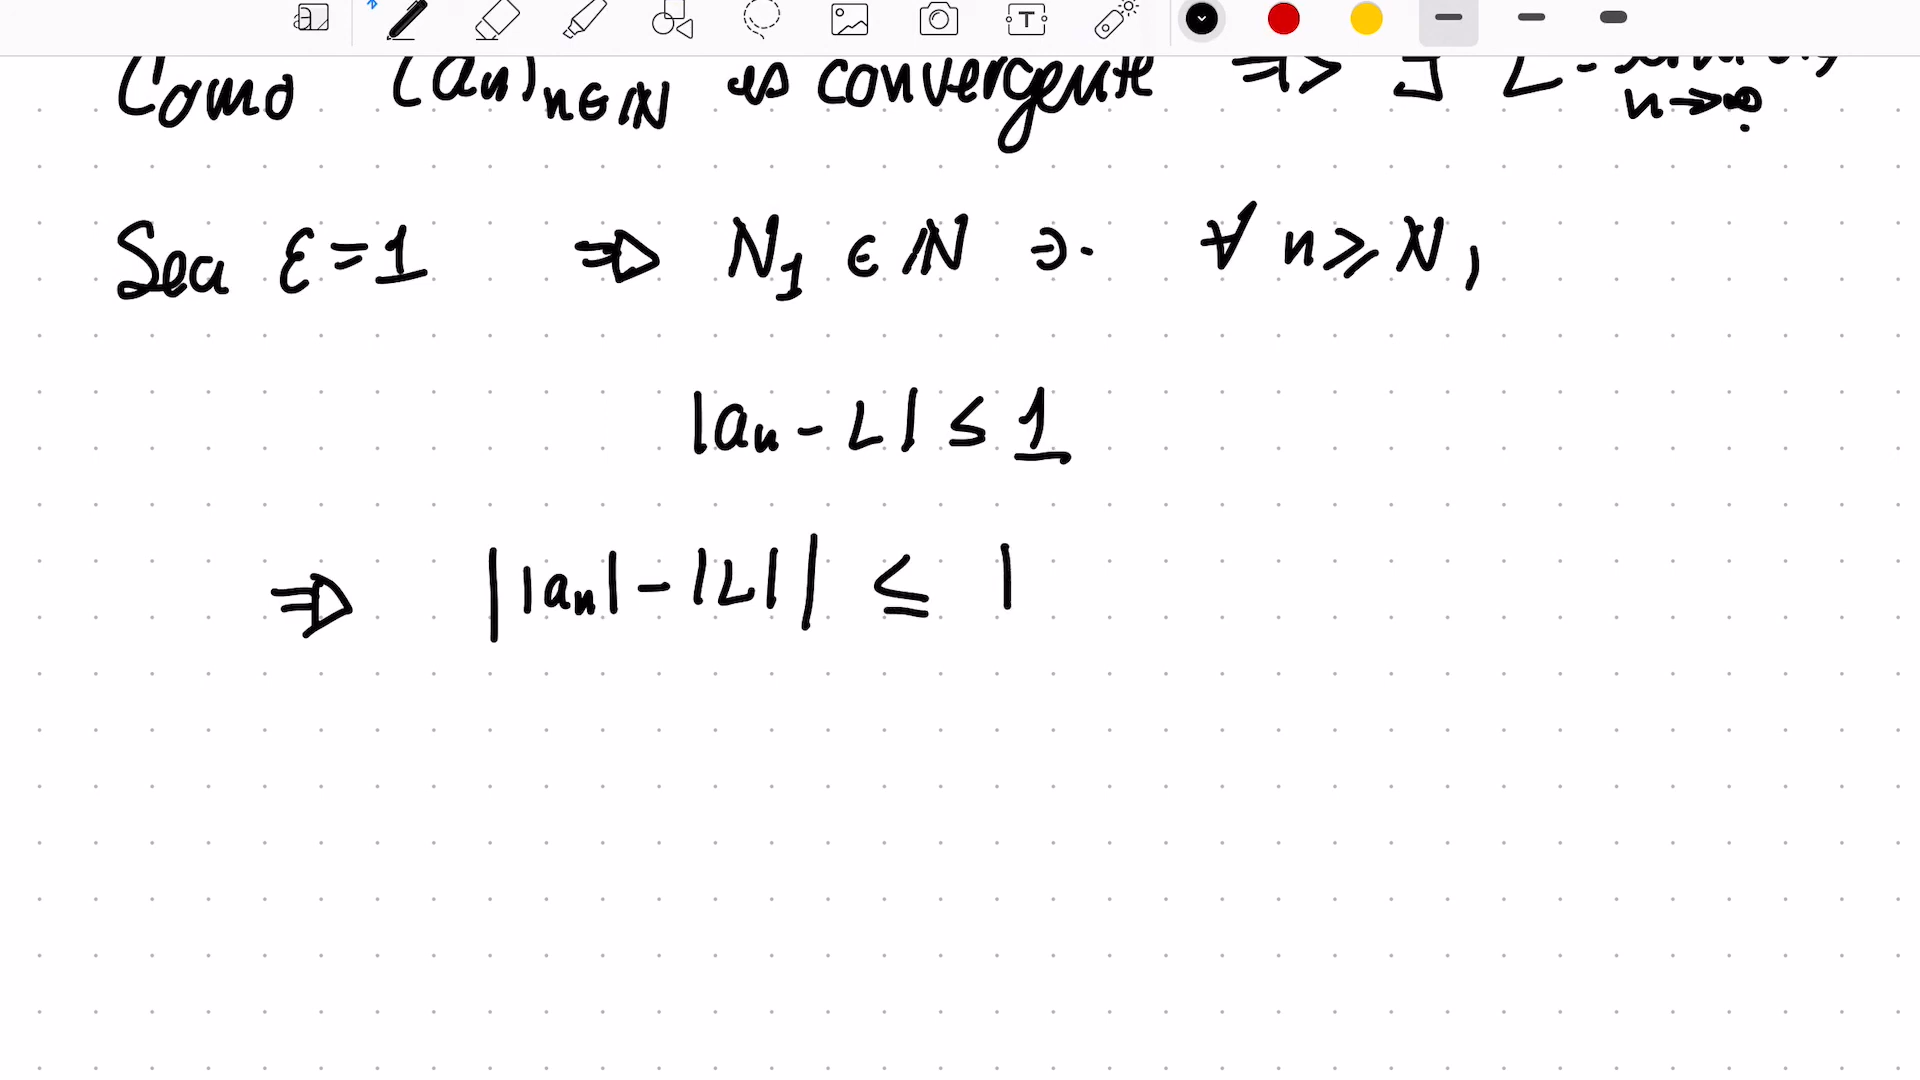 Como (an)n∈ℕ es convergente => ∃ L =
n→∞
Sea ε=1 ⇒ N1 ∈ ℕ ∋· ∀ n≥N1
|an - L| ≤ 1
⇒ ||an| - |L|| ≤ 1